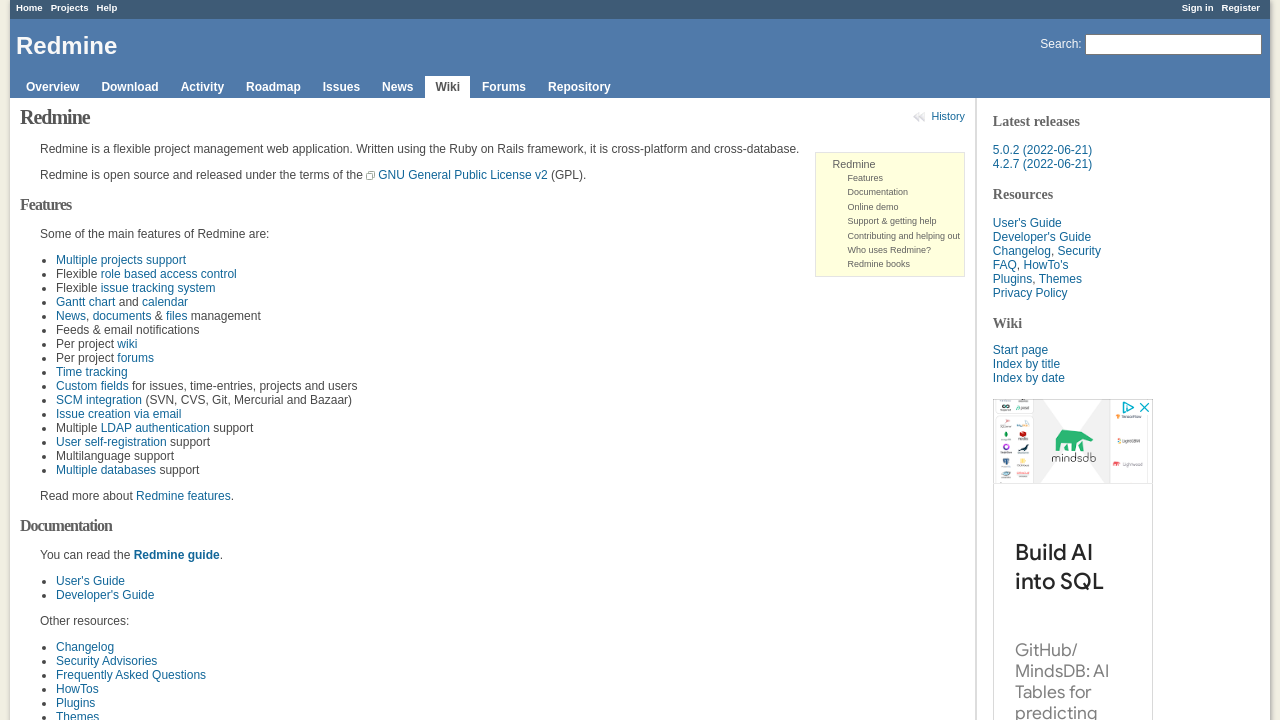 Home Projects Help
Sign in Register
Redmine
Search:
Overview Download Activity Roadmap Issues News Wiki Forums Repository
Redmine
History
Redmine is a flexible project management web application. Written using the Ruby on Rails framework, it is cross-platform and cross-database.
Redmine is open source and released under the terms of the GNU General Public License v2 (GPL).
Redmine
Features
Documentation
Online demo
Support & getting help
Contributing and helping out
Who uses Redmine?
Redmine books
Features
Some of the main features of Redmine are:
Multiple projects support
Flexible role based access control
Flexible issue tracking system
Gantt chart and calendar
News, documents & files management
Feeds & email notifications
Per project wiki
Per project forums
Time tracking
Custom fields for issues, time-entries, projects and users
SCM integration (SVN, CVS, Git, Mercurial and Bazaar)
Issue creation via email
Multiple LDAP authentication support
User self-registration support
Multilanguage support
Multiple databases support
Read more about Redmine features.
Documentation
You can read the Redmine guide.
User's Guide
Developer's Guide
Other resources:
Changelog
Security Advisories
Frequently Asked Questions
HowTos
Plugins
Themes
Latest releases
5.0.2 (2022-06-21)
4.2.7 (2022-06-21)
Resources
User's Guide
Developer's Guide
Changelog, Security
FAQ, HowTo's
Plugins, Themes
Privacy Policy
Wiki
Start page
Index by title
Index by date
mindsdb
Build AI
into SQL
GitHub/
MindsDB: AI
Tables for
predicting